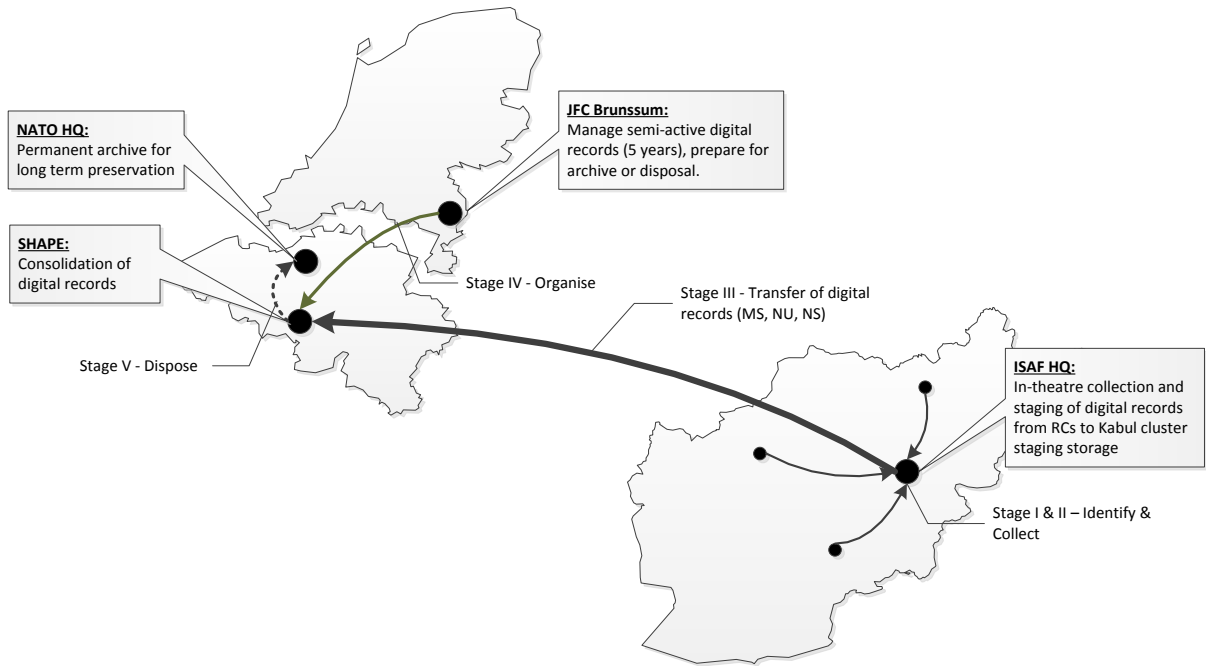 NATO HQ:
Permanent archive for
long term preservation
JFC Brunssum:
Manage semi-active digital
records (5 years), prepare for
archive or disposal.
SHAPE:
Consolidation of
digital records
Stage IV - Organise
Stage III - Transfer of digital
records (MS, NU, NS)
Stage V - Dispose
ISAF HQ:
In-theatre collection and
staging of digital records
from RCs to Kabul cluster
staging storage
Stage I & II – Identify &
Collect